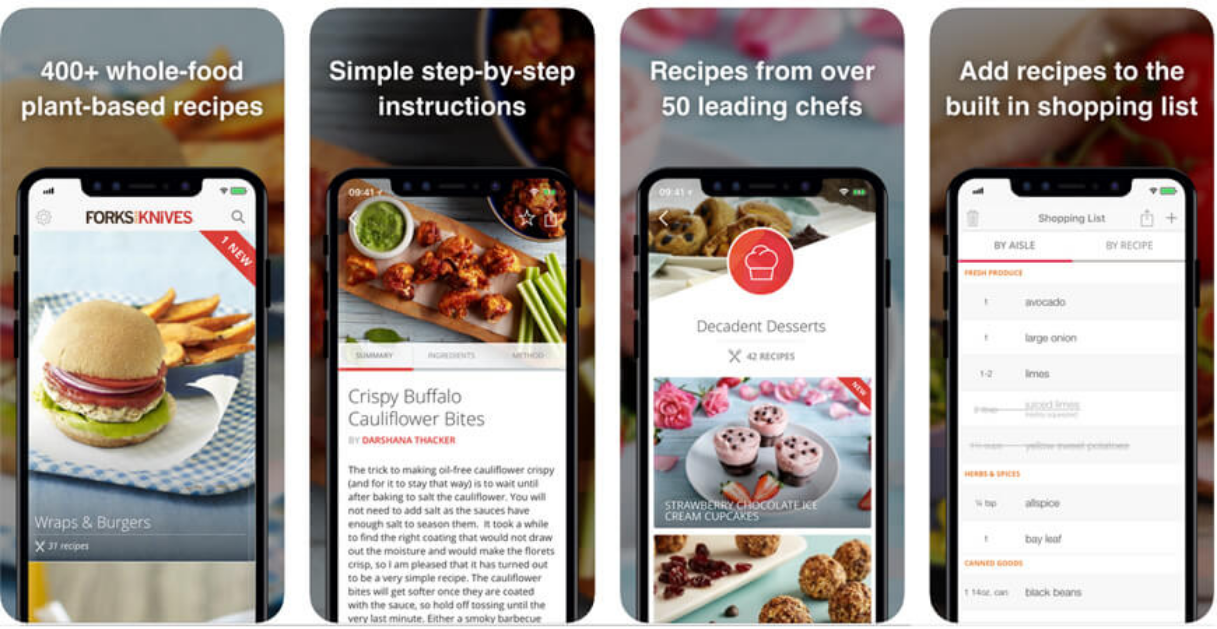 400+ whole-food
plant-based recipes
FORKS OVER KNIVES
1 NEW
Wraps & Burgers
31 recipes
Simple step-by-step
instructions
09:41
SUMMARY
INGREDIENTS
METHOD
Crispy Buffalo
Cauliflower Bites
BY DARSHANA THACKER
The trick to making oil-free cauliflower crispy
(and for it to stay that way) is to wait until
after baking to salt the cauliflower. You will
not need to add salt as the sauces have
enough salt to season them. It took a while
to find the right coating that would not draw
out the moisture and would make the florets
crisp, so I am pleased that it has turned out
to be a very simple recipe. The cauliflower
bites will get softer once they are coated
with the sauce, so hold off tossing until the
very last minute. Either a smoky barbecue
Recipes from over
50 leading chefs
09:41
Decadent Desserts
42 RECIPES
NEW
STRAWBERRY CHOCOLATE ICE
CREAM CUPCAKES
Add recipes to the
built in shopping list
Shopping List
BY AISLE
BY RECIPE
FRESH PRODUCE
1 avocado
1 large onion
1-2 limes
juiced limes
yellow sweet potatoes
HERBS & SPICES
¼ tsp allspice
1 bay leaf
CANNED GOODS
1 14oz. can black beans